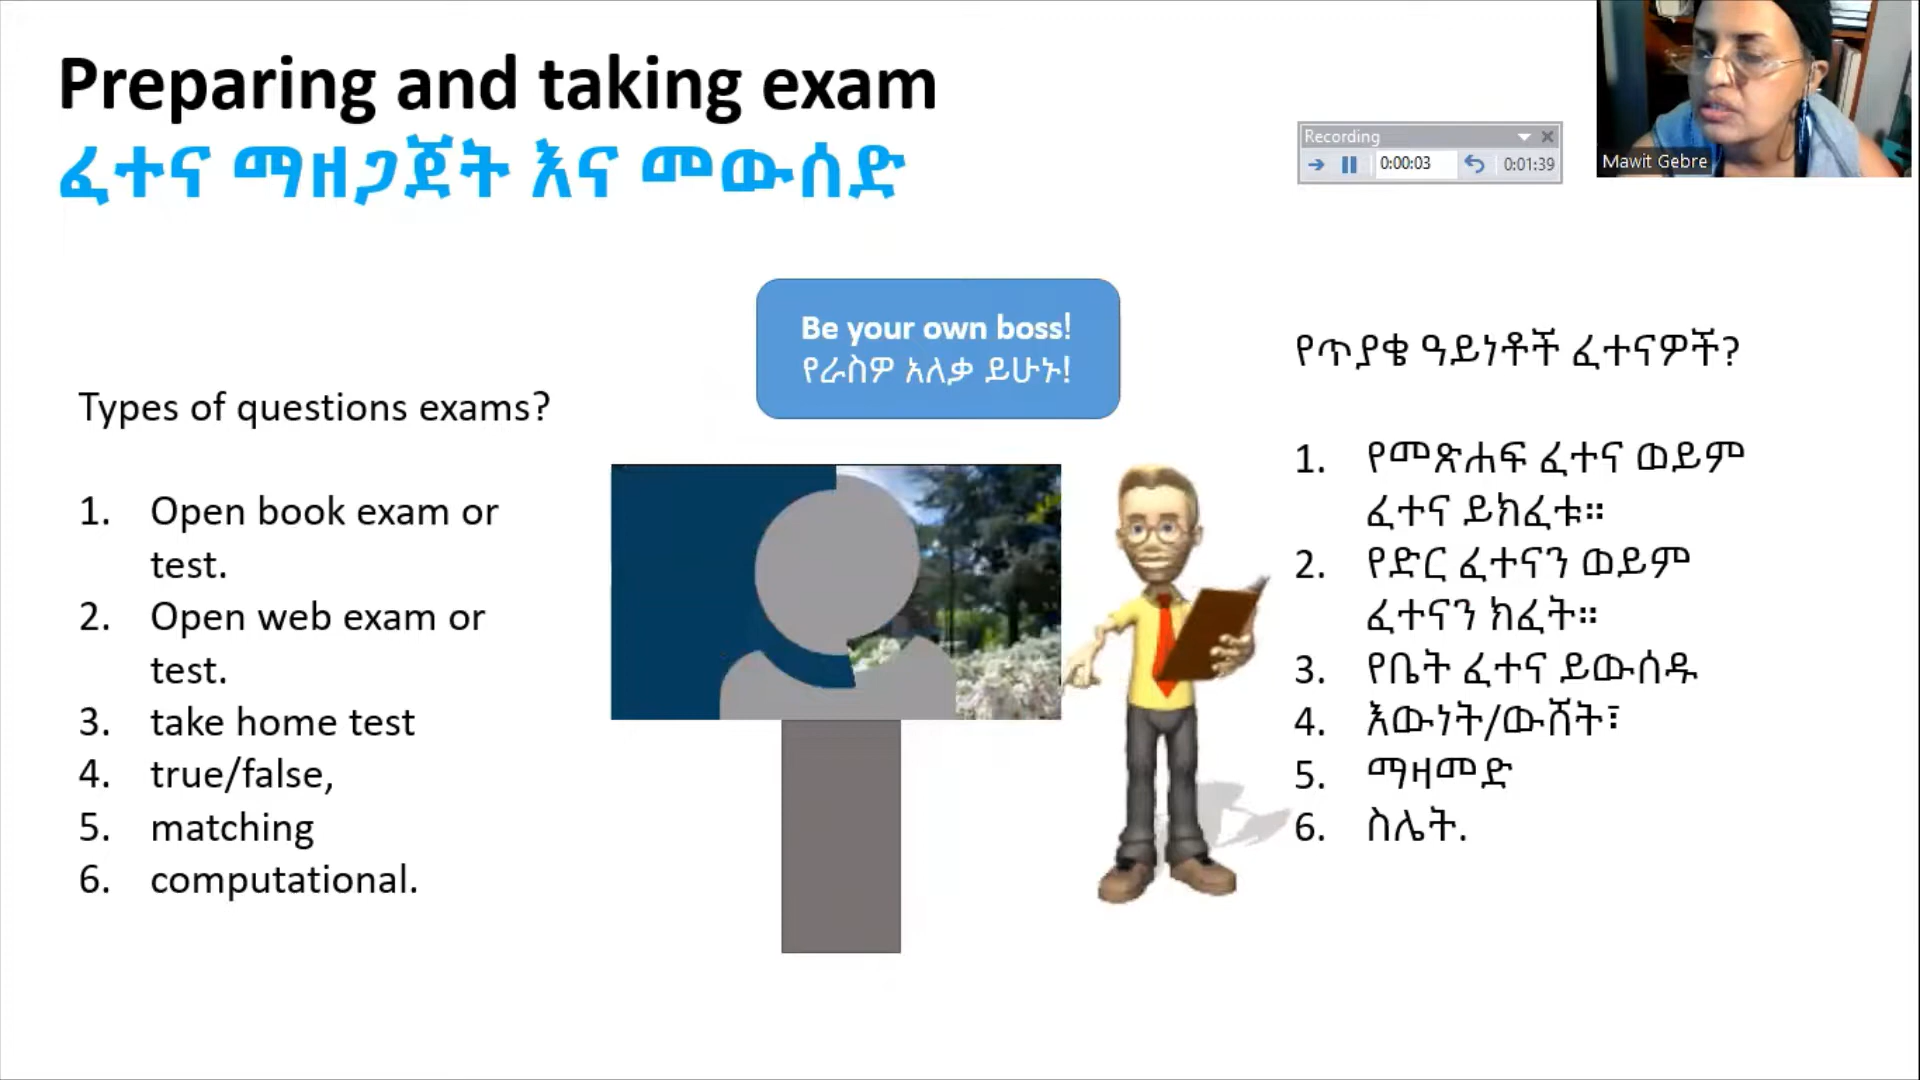 Preparing and taking exam
ፈተና ማዘጋጀት እና መውሰድ
Recording
0:00:03
0:01:39
Mawit Gebre
Be your own boss!
የራስዎ አለቃ ይሁኑ!
Types of questions exams?
1. Open book exam or
test.
2. Open web exam or
test.
3. take home test
4. true/false,
5. matching
6. computational.
የጥያቄ ዓይነቶች ፈተናዎች?
1. የመጽሐፍ ፈተና ወይም
ፈተና ይክፈቱ።
2. የድር ፈተናን ወይም
ፈተናን ክፈት።
3. የቤት ፈተና ይውሰዱ
4. እውነት/ውሸት፣
5. ማዛመድ
6. ስሌት.